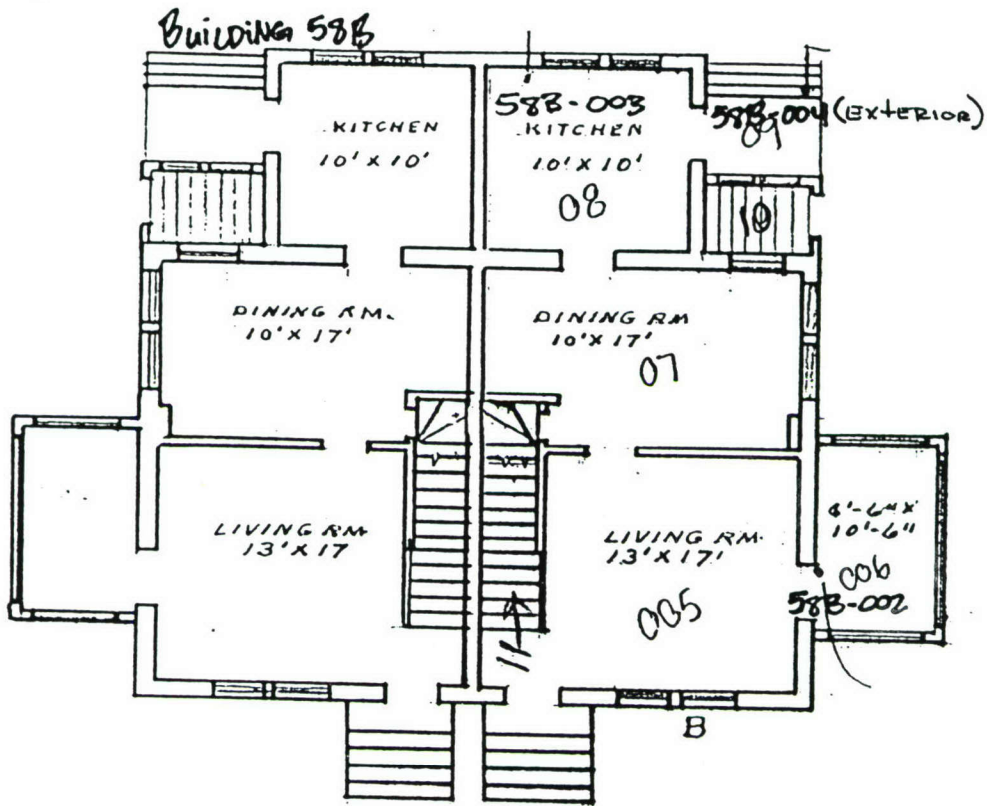 BUILDING 58B
58B-003
58B-004 (EXTERIOR)
09
KITCHEN
10' X 10'
KITCHEN
10' X 10'
08
10
DINING RM.
10' X 17'
DINING RM
10' X 17'
07
LIVING RM
13' X 17
LIVING RM.
13' X 17'
005
8'-6" X
10'-6"
006
58B-002
11
B